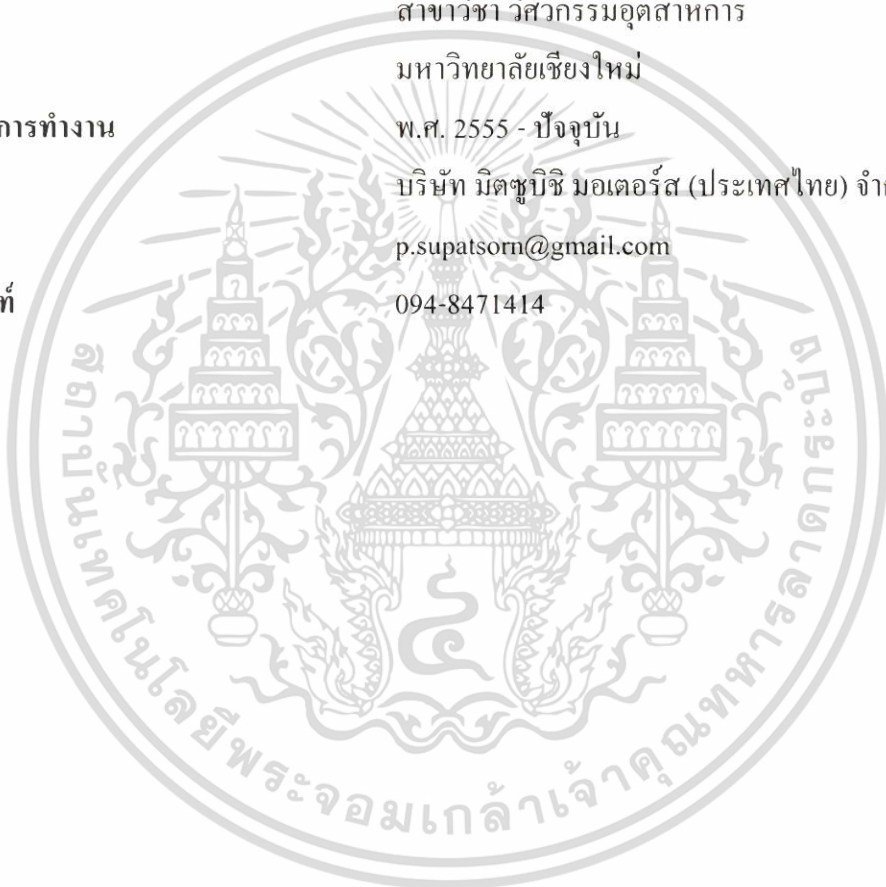 สาขาวิชา วิศวกรรมอุตสาหการ
มหาวิทยาลัยเชียงใหม่
การทำงาน พ.ศ. 2555 - ปัจจุบัน
บริษัท มิตซูบิชิ มอเตอร์ส (ประเทศไทย)
p.supatsorn@gmail.com
094-8471414
สถาบันเทคโนโลยีพระจอมเกล้าเจ้าคุณทหารลาดกระบัง